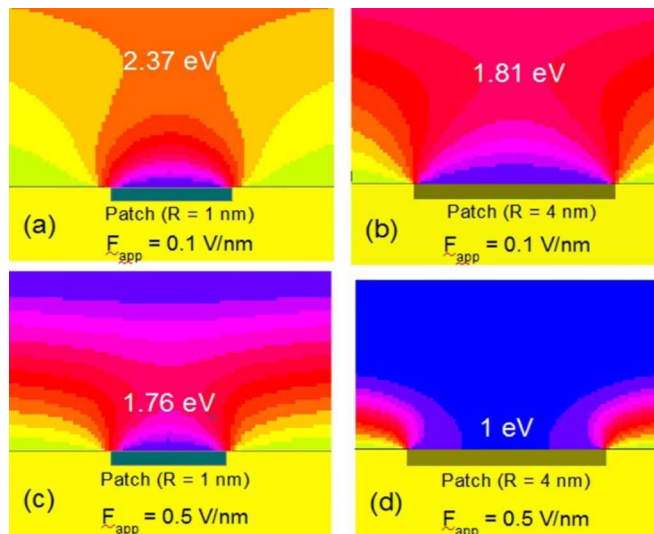 2.37 eV
Patch (R = 1 nm)
(a)
F_app = 0.1 V/nm
1.81 eV
Patch (R = 4 nm)
(b)
F_app = 0.1 V/nm
1.76 eV
Patch (R = 1 nm)
(c)
F_app = 0.5 V/nm
1 eV
Patch (R = 4 nm)
(d)
F_app = 0.5 V/nm